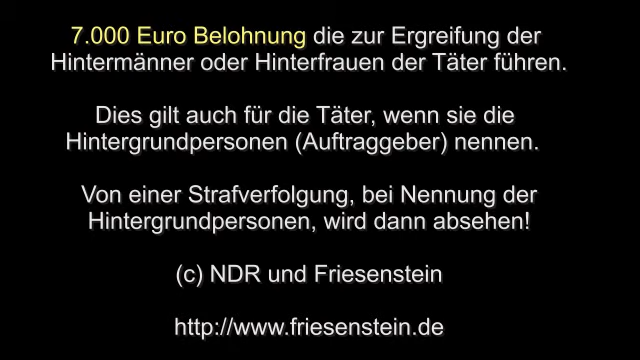 7.000 Euro Belohnung die zur Ergreifung der
Hintermänner oder Hinterfrauen der Täter führen.
Dies gilt auch für die Täter, wenn sie die
Hintergrundpersonen (Auftraggeber) nennen.
Von einer Strafverfolgung, bei Nennung der
Hintergrundpersonen, wird dann absehen!
(c) NDR und Friesenstein
http://www.friesenstein.de